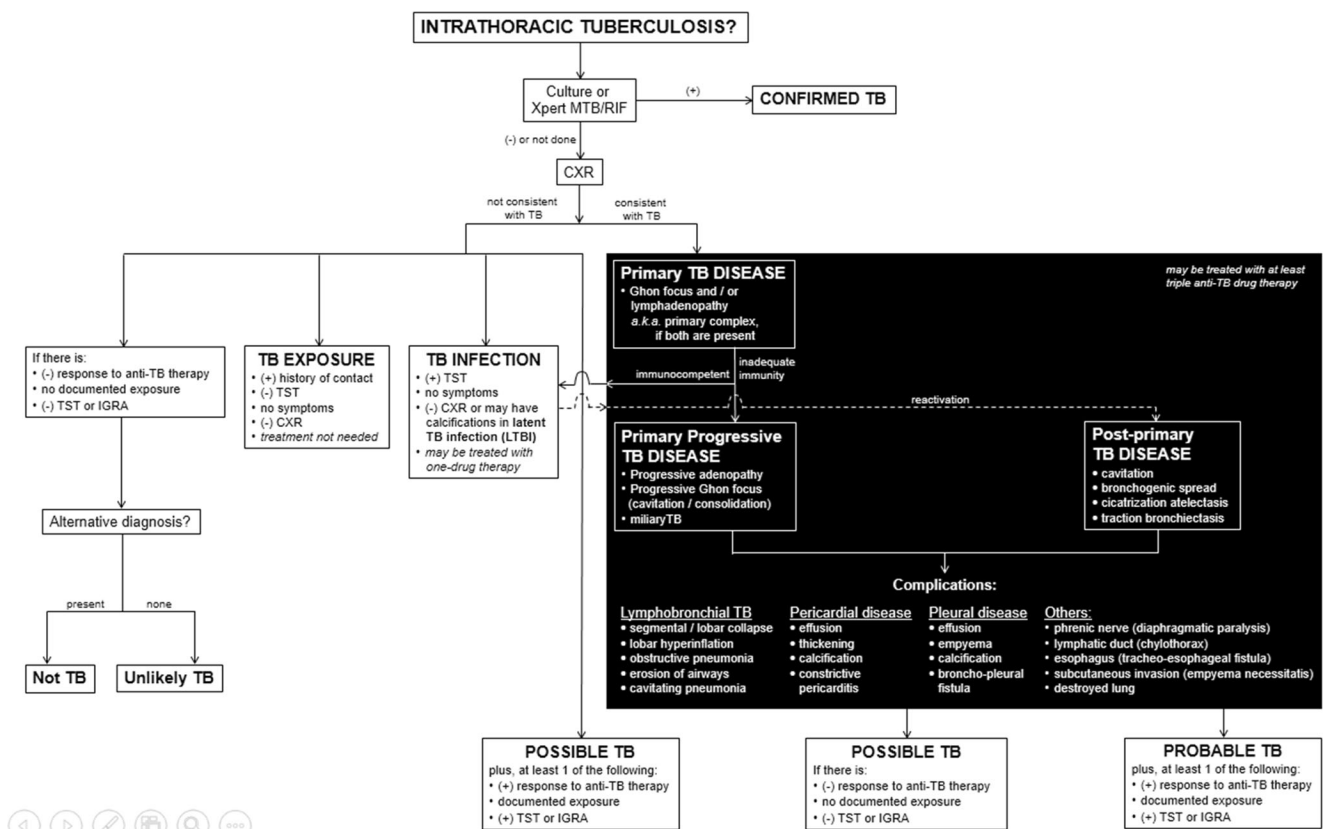 INTRATHORACIC TUBERCULOSIS?
Culture or
Xpert MTB/RIF
(+)
CONFIRMED TB
(-) or not done
CXR
not consistent
with TB
consistent
with TB
If there is:
• (-) response to anti-TB therapy
• no documented exposure
• (-) TST or IGRA
TB EXPOSURE
• (+) history of contact
• (-) TST
• no symptoms
• (-) CXR
• treatment not needed
TB INFECTION
• (+) TST
• no symptoms
• (-) CXR or may have
calcifications in latent
TB infection (LTBI)
• may be treated with
one-drug therapy
Primary TB DISEASE
• Ghon focus and / or
lymphadenopathy
a.k.a. primary complex,
if both are present
may be treated with at least
triple anti-TB drug therapy
immunocompetent
inadequate
immunity
reactivation
Primary Progressive
TB DISEASE
• Progressive adenopathy
• Progressive Ghon focus
(cavitation / consolidation)
• miliaryTB
Post-primary
TB DISEASE
• cavitation
• bronchogenic spread
• cicatrization atelectasis
• traction bronchiectasis
Alternative diagnosis?
present
none
Not TB
Unlikely TB
Complications:
Lymphobronchial TB
• segmental / lobar collapse
• lobar hyperinflation
• obstructive pneumonia
• erosion of airways
• cavitating pneumonia
Pericardial disease
• effusion
• thickening
• calcification
• constrictive
pericarditis
Pleural disease
• effusion
• empyema
• calcification
• broncho-pleural
fistula
Others:
• phrenic nerve (diaphragmatic paralysis)
• lymphatic duct (chylothorax)
• esophagus (tracheo-esophageal fistula)
• subcutaneous invasion (empyema necessitatis)
• destroyed lung
POSSIBLE TB
plus, at least 1 of the following:
• (+) response to anti-TB therapy
• documented exposure
• (+) TST or IGRA
POSSIBLE TB
If there is:
• (-) response to anti-TB therapy
• no documented exposure
• (-) TST or IGRA
PROBABLE TB
plus, at least 1 of the following:
• (+) response to anti-TB therapy
• documented exposure
• (+) TST or IGRA